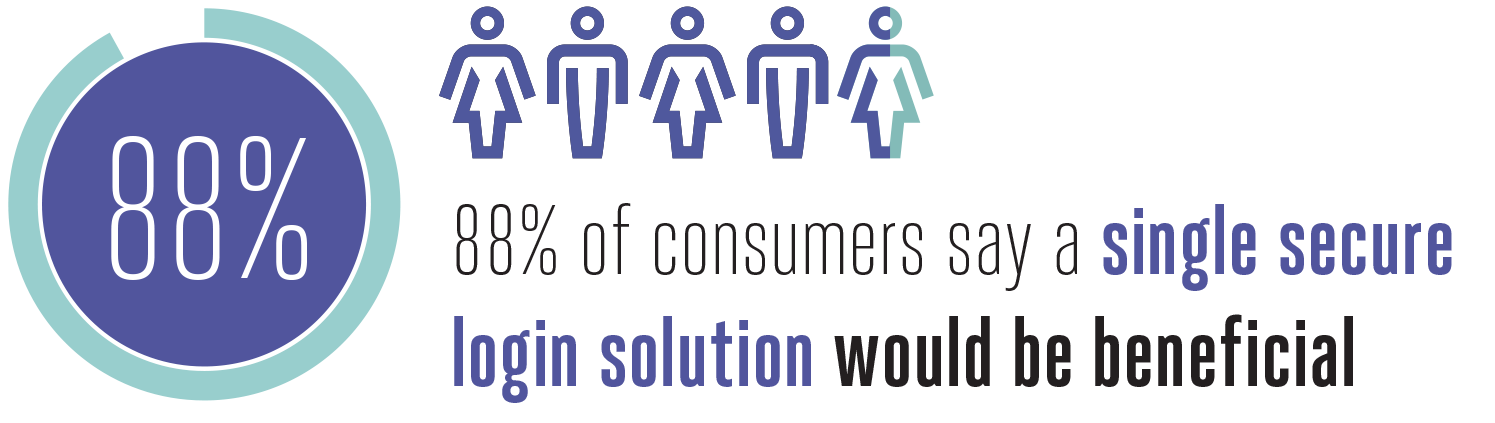 88%
88% of consumers say a single secure
login solution would be beneficial